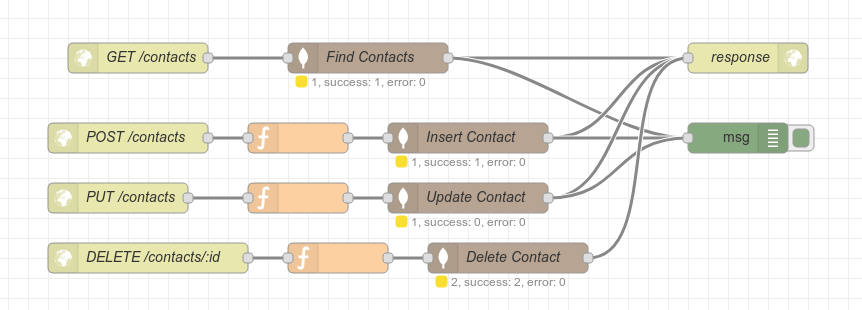 GET /contacts
Find Contacts
response
1, success: 1, error: 0
POST /contacts
Insert Contact
msg
1, success: 1, error: 0
PUT /contacts
Update Contact
1, success: 0, error: 0
DELETE /contacts/:id
Delete Contact
2, success: 2, error: 0